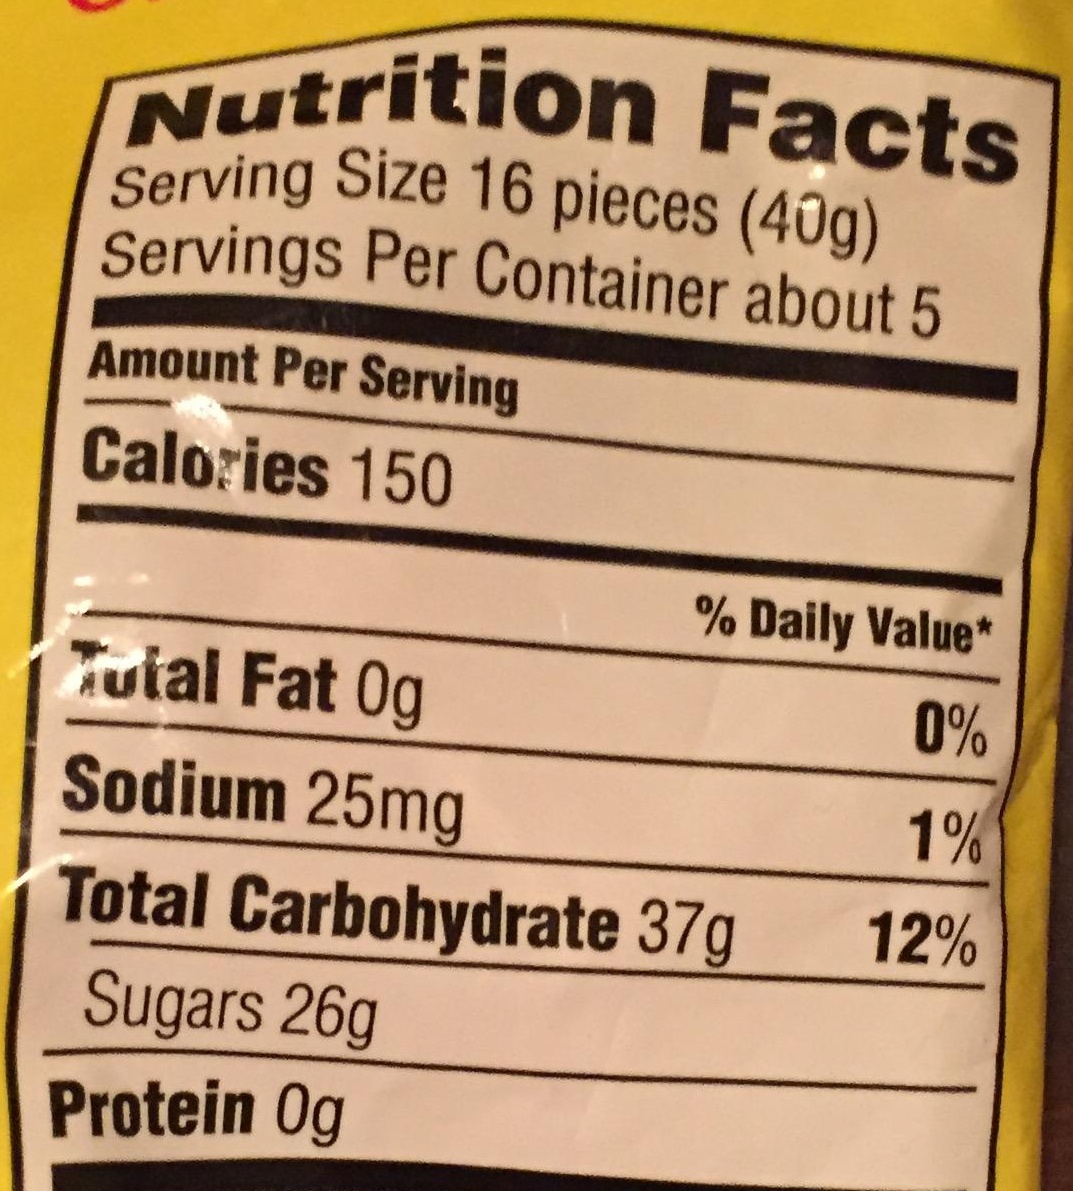 Nutrition Facts
Serving Size 16 pieces (40g)
Servings Per Container about 5
Amount Per Serving
Calories 150
% Daily Value*
Total Fat 0g 0%
Sodium 25mg 1%
Total Carbohydrate 37g 12%
Sugars 26g
Protein 0g